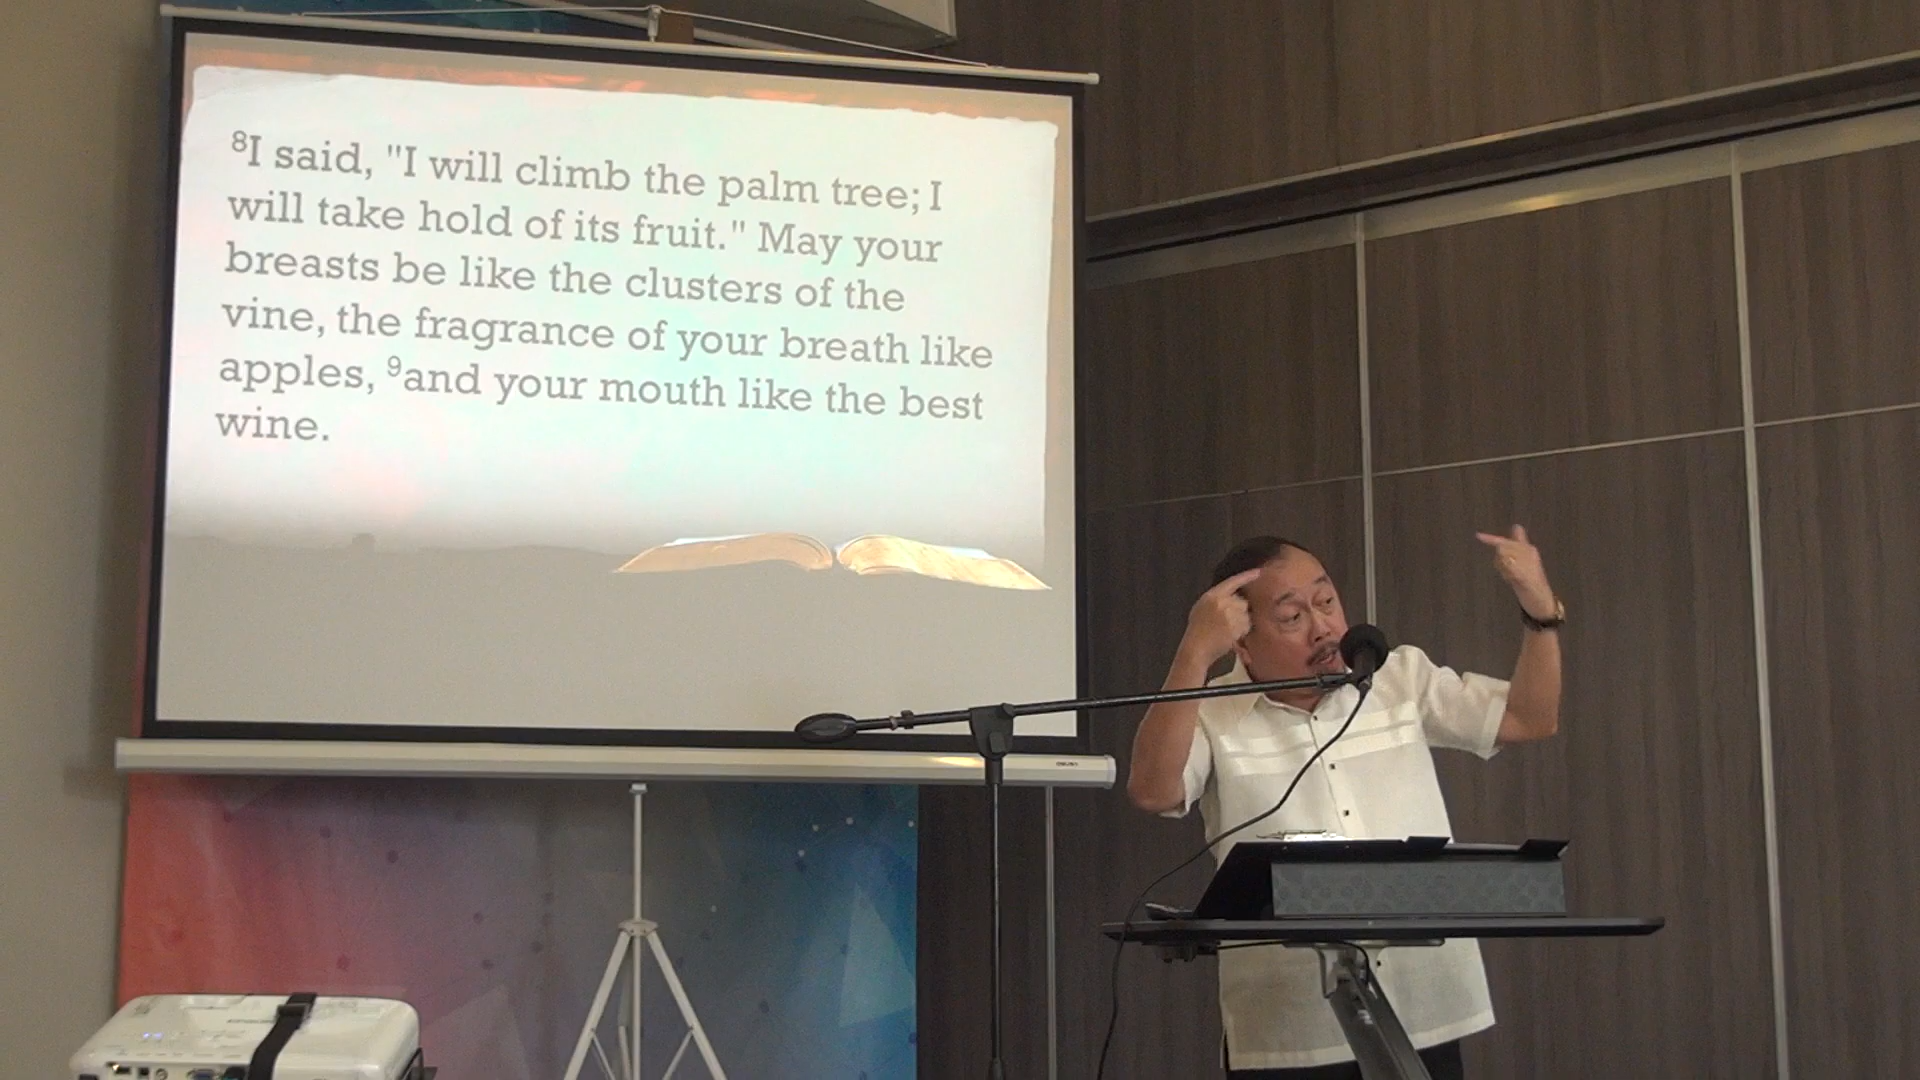 ⁸I said, "I will climb the palm tree; I
will take hold of its fruit." May your
breasts be like the clusters of the
vine, the fragrance of your breath like
apples, ⁹and your mouth like the best
wine.